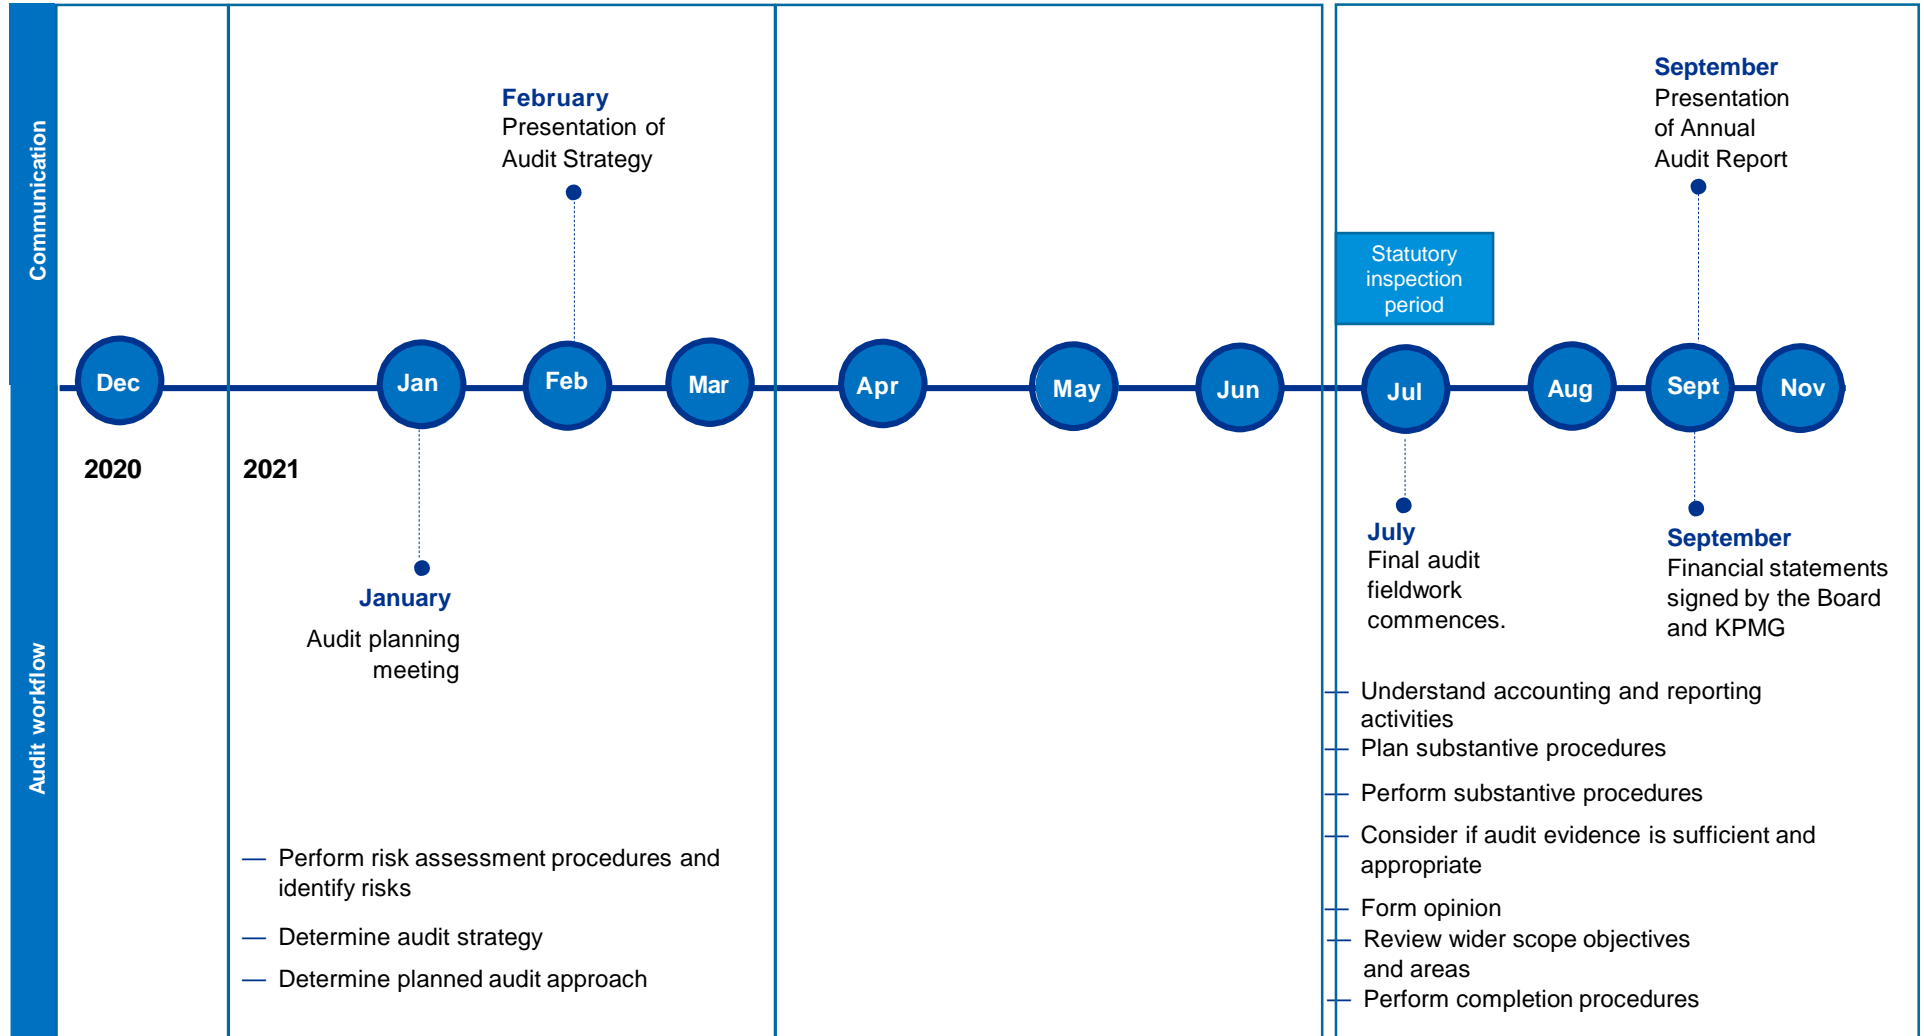 Communication
February
Presentation of
Audit Strategy
September
Presentation
of Annual
Audit Report
Statutory
inspection
period
Dec
Jan
Feb
Mar
Apr
May
Jun
Jul
Aug
Sept
Nov
2020
2021
Audit workflow
January
Audit planning
meeting
July
Final audit
fieldwork
commences.
September
Financial statements
signed by the Board
and KPMG
— Perform risk assessment procedures and
identify risks
— Determine audit strategy
— Determine planned audit approach
— Understand accounting and reporting
activities
— Plan substantive procedures
— Perform substantive procedures
— Consider if audit evidence is sufficient and
appropriate
— Form opinion
— Review wider scope objectives
and areas
— Perform completion procedures